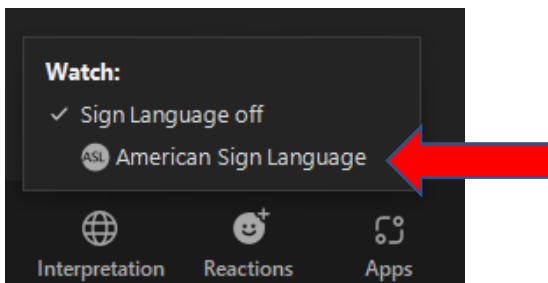 Watch:
Sign Language off
ASL American Sign Language
Interpretation Reactions Apps